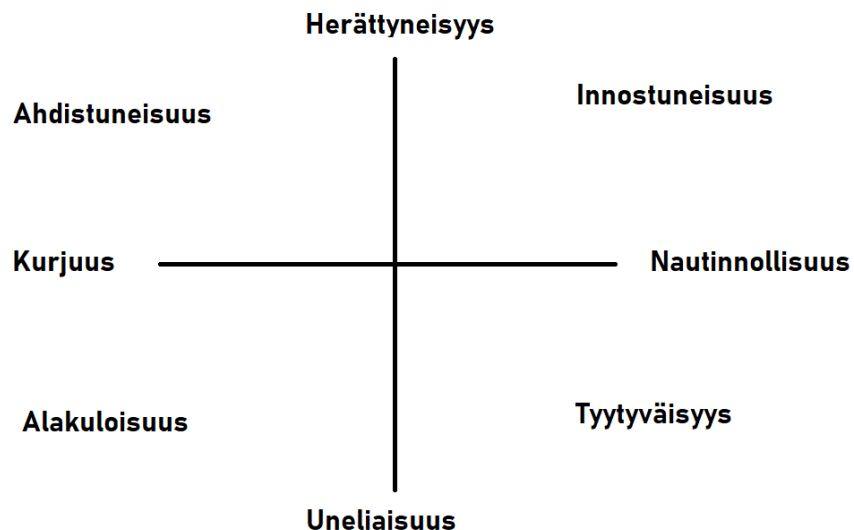 Herättyneisyys
Innostuneisuus
Ahdistuneisuus
Kurjuus
Nautinnollisuus
Tyytyväisyys
Alakuloisuus
Uneliaisuus